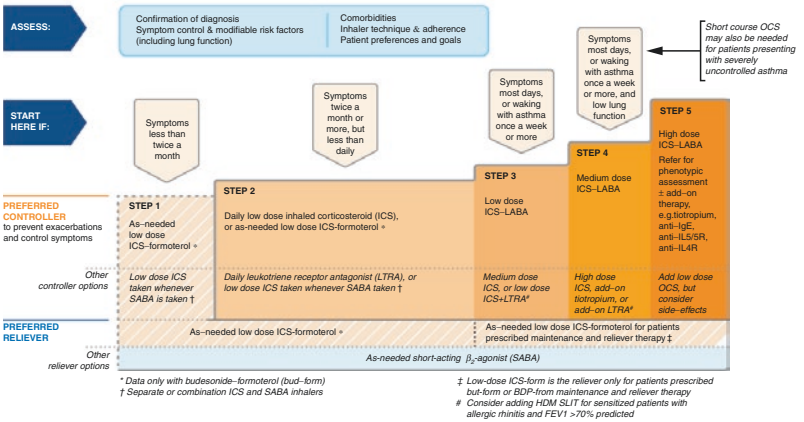 ASSESS:
Confirmation of diagnosis
Symptom control & modifiable risk factors
(including lung function)
Comorbidities
Inhaler technique & adherence
Patient preferences and goals
Short course OCS
may also be needed
for patients presenting
with severely
uncontrolled asthma
START
HERE IF:
Symptoms
less than
twice a
month
Symptoms
twice a
month or
more, but
less than
daily
Symptoms
most days,
or waking
with asthma
once a week
or more
Symptoms
most days,
or waking
with asthma
once a week
or more, and
low lung
function
PREFERRED
CONTROLLER
to prevent exacerbations
and control symptoms
STEP 1
As–needed
low dose
ICS–formoterol *
STEP 2
Daily low dose inhaled corticosteroid (ICS),
or as–needed low dose ICS-formoterol *
STEP 3
Low dose
ICS–LABA
STEP 4
Medium dose
ICS–LABA
STEP 5
High dose
ICS–LABA
Refer for
phenotypic
assessment
± add–on
therapy,
e.g.tiotropium,
anti–IgE,
anti–IL5/5R,
anti–IL4R
Other
controller options
Low dose ICS
taken whenever
SABA is taken †
Daily leukotriene receptor antagonist (LTRA), or
low dose ICS taken whenever SABA taken †
Medium dose
ICS, or low dose
ICS+LTRA#
High dose
ICS, add–on
tiotropium, or
add–on LTRA#
Add low dose
OCS, but
consider
side–effects
PREFERRED
RELIEVER
As–needed low dose ICS-formoterol *
As–needed low dose ICS-formoterol for patients
prescribed maintenance and reliever therapy ‡
Other
reliever options
As-needed short-acting β2-agonist (SABA)
* Data only with budesonide–formoterol (bud–form)
† Separate or combination ICS and SABA inhalers
‡ Low-dose ICS-form is the reliever only for patients prescribed
but-form or BDP-from maintenance and reliever therapy
# Consider adding HDM SLIT for sensitized patients with
allergic rhinitis and FEV1 >70% predicted